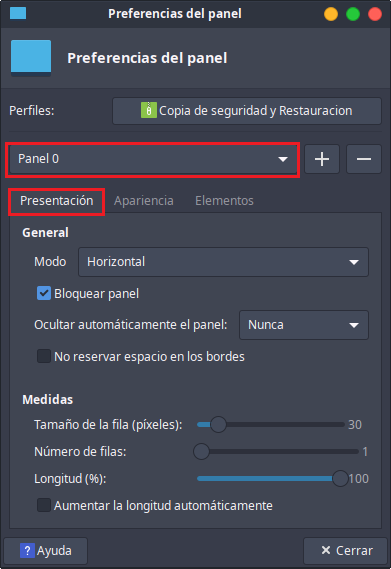 Preferencias del panel
Preferencias del panel
Perfiles: Copia de seguridad y Restauracion
Panel 0
Presentación Apariencia Elementos
General
Modo Horizontal
Bloquear panel
Ocultar automáticamente el panel: Nunca
No reservar espacio en los bordes
Medidas
Tamaño de la fila (píxeles): 30
Número de filas: 1
Longitud (%): 100
Aumentar la longitud automáticamente
? Ayuda × Cerrar